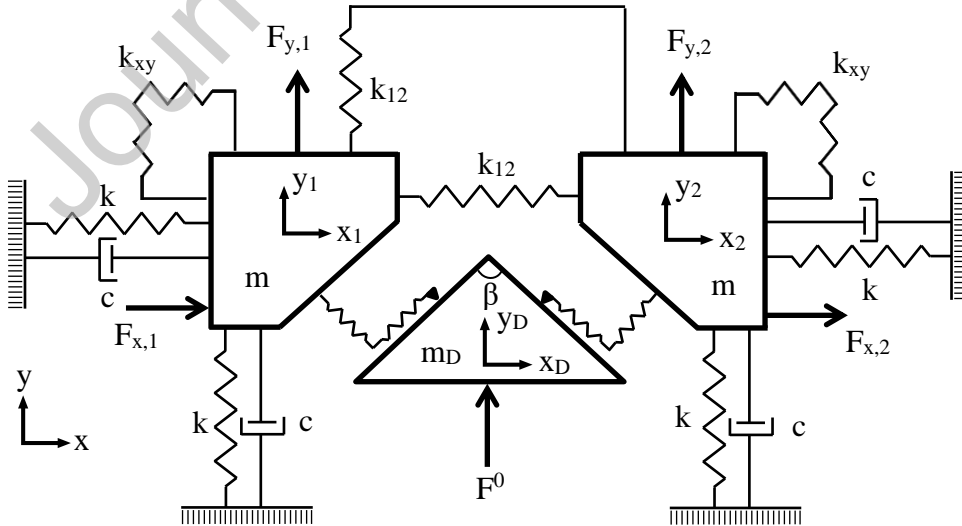 Journ
F_{y,1}
F_{y,2}
k_{xy}
k_{12}
k_{xy}
k
y_1
k_{12}
y_2
c
x_1
x_2
c
m
β
m
k
F_{x,1}
y_D
F_{x,2}
m_D
x_D
y
k
c
k
c
x
F^0